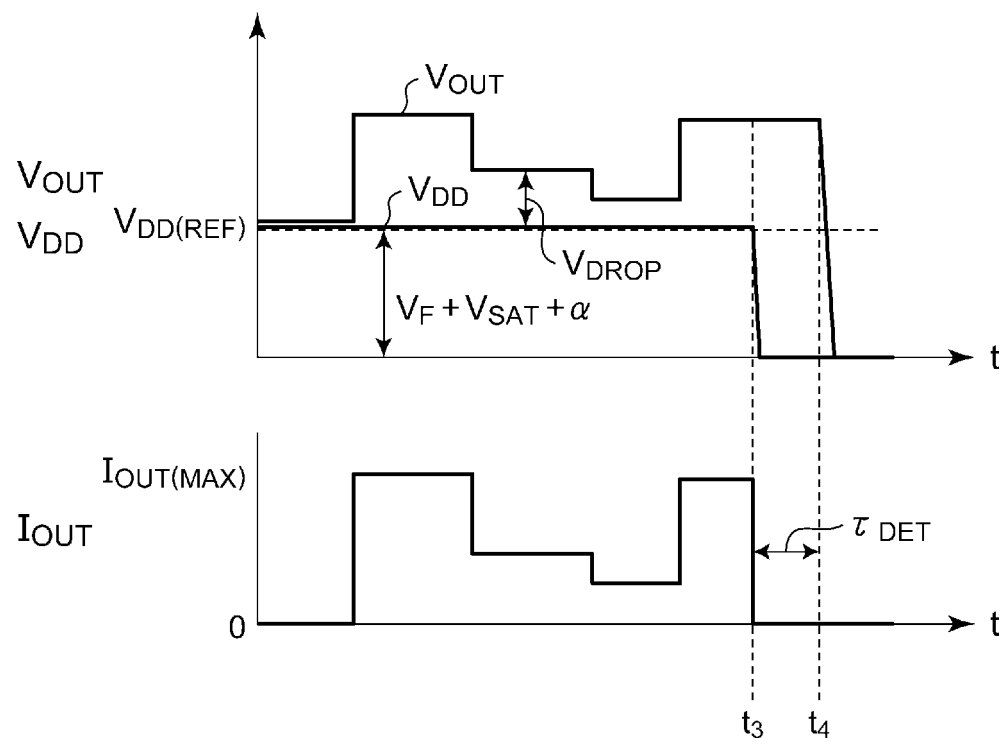 VOUT
VOUT
VDD
VDD
VDD(REF)
VDROP
VF + VSAT + α
t
IOUT(MAX)
IOUT
τ DET
0
t
t3
t4